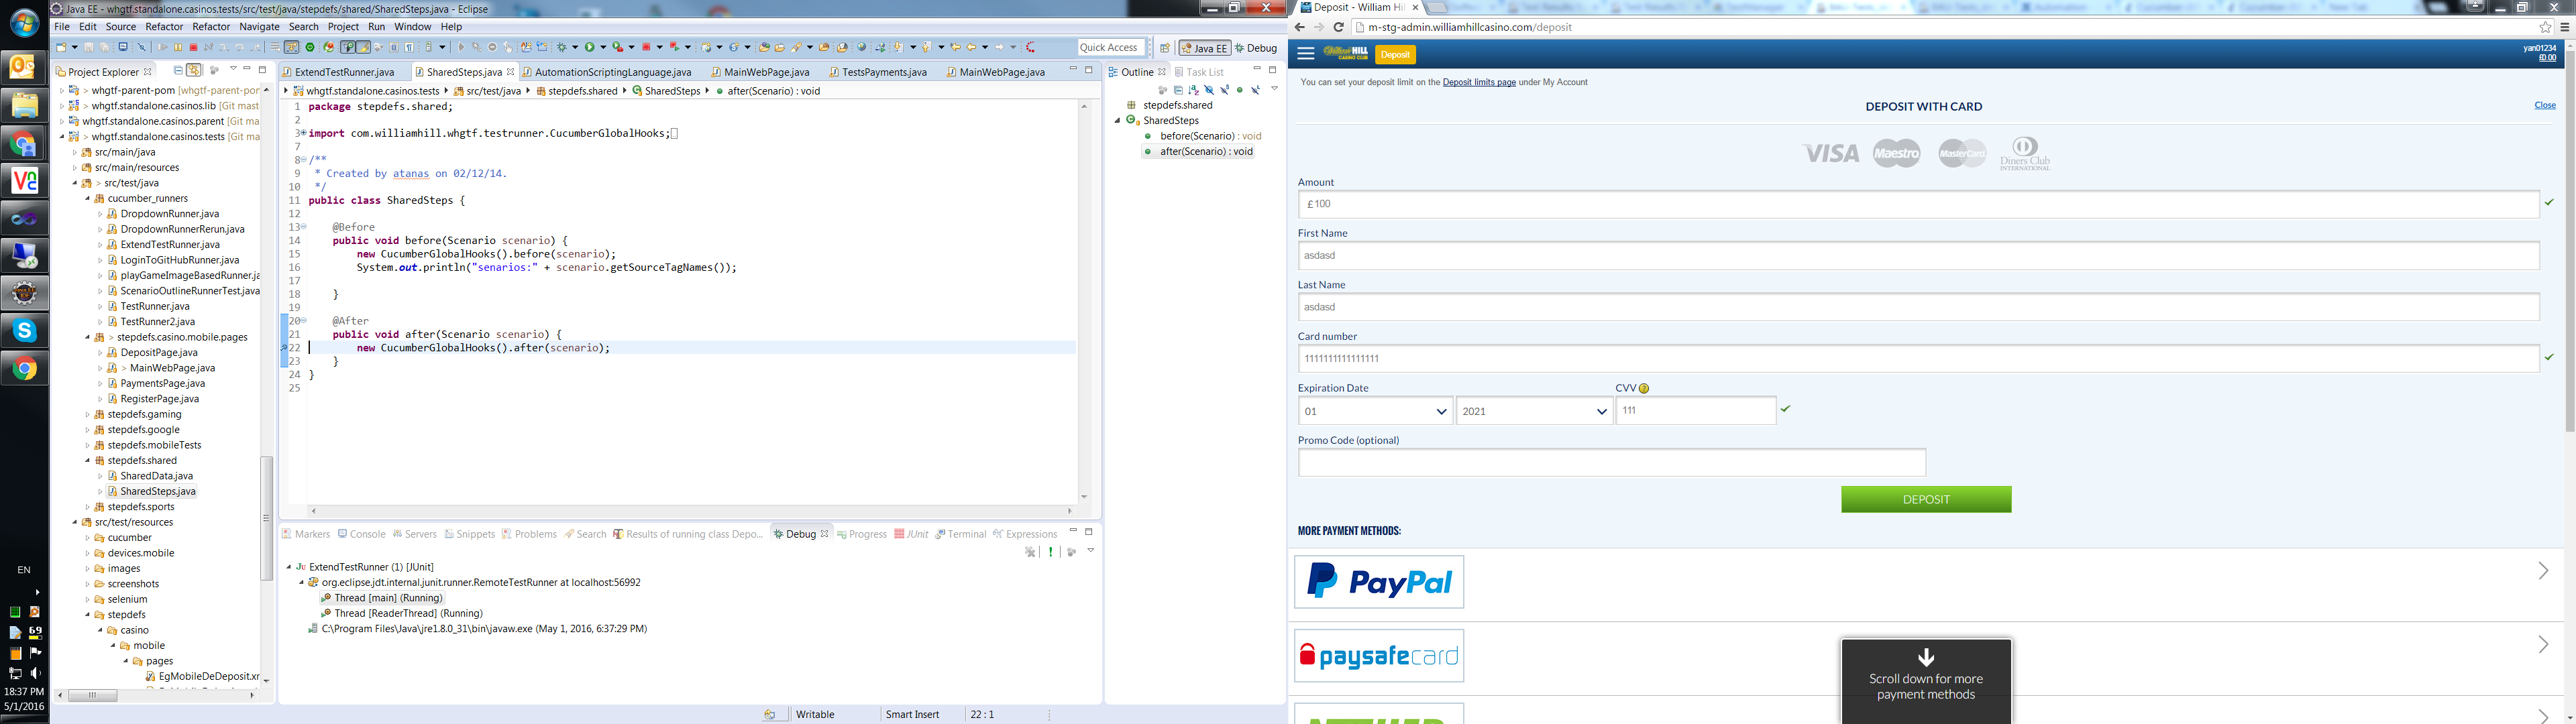 Java EE - whgtf.standalone.casinos.tests/src/test/java/stepdefs/shared/SharedSteps.java - Eclipse
File Edit Source Refactor Refactor Navigate Search Project Run Window Help
Quick Access
Java EE
Debug
Project Explorer
whgtf-parent-pom [whgtf-parent-por
whgtf.standalone.casinos.lib [Git mast
whgtf.standalone.casinos.parent [Git
> whgtf.standalone.casinos.tests [Git ma
src/main/java
src/main/resources
> src/test/java
cucumber_runners
DropdownRunner.java
DropdownRunnerRerun.java
ExtendTestRunner.java
LoginToGitHubRunner.java
playGameImageBasedRunner.ja
ScenarioOutlineRunnerTest.java
TestRunner.java
TestRunner2.java
> stepdefs.casino.mobile.pages
DepositPage.java
> MainWebPage.java
PaymentsPage.java
RegisterPage.java
stepdefs.gaming
stepdefs.google
stepdefs.mobileTests
stepdefs.shared
SharedData.java
SharedSteps.java
stepdefs.sports
src/test/resources
cucumber
devices.mobile
images
screenshots
selenium
stepdefs
casino
mobile
pages
EgMobileDeDeposit.xr
EN
69
18:37 PM
5/1/2016
ExtendTestRunner.java
SharedSteps.java
AutomationScriptingLanguage.java
MainWebPage.java
TestsPayments.java
MainWebPage.java
whgtf.standalone.casinos.tests src/test/java stepdefs.shared SharedSteps after(Scenario) : void
1 package stepdefs.shared;
2
3 import com.williamhill.whgtf.testrunner.CucumberGlobalHooks;
7
8 /**
9 * Created by atanas on 02/12/14.
10 */
11 public class SharedSteps {
12
13 @Before
14 public void before(Scenario scenario) {
15 new CucumberGlobalHooks().before(scenario);
16 System.out.println("senarios:" + scenario.getSourceTagNames());
17
18 }
19
20 @After
21 public void after(Scenario scenario) {
22 new CucumberGlobalHooks().after(scenario);
23 }
24 }
25
Outline
Task List
stepdefs.shared
SharedSteps
before(Scenario) : void
after(Scenario) : void
Markers Console Servers Snippets Problems Search Results of running class Depo... Debug Progress JUnit Terminal Expressions
ExtendTestRunner (1) [JUnit]
org.eclipse.jdt.internal.junit.runner.RemoteTestRunner at localhost:56992
Thread [main] (Running)
Thread [ReaderThread] (Running)
C:\Program Files\Java\jre1.8.0_31\bin\javaw.exe (May 1, 2016, 6:37:29 PM)
Writable
Smart Insert
22 : 1
Deposit - William Hil
m-stg-admin.williamhillcasino.com/deposit
William HILL
CASINO CLUB
Deposit
yan01234
£0.00
You can set your deposit limit on the Deposit limits page under My Account
DEPOSIT WITH CARD
Close
VISA Maestro MasterCard Diners Club
INTERNATIONAL
Amount
£100
First Name
asdasd
Last Name
asdasd
Card number
1111111111111111
Expiration Date
CVV ?
01
2021
111
Promo Code (optional)
DEPOSIT
MORE PAYMENT METHODS:
PayPal
paysafecard
Scroll down for more
payment methods